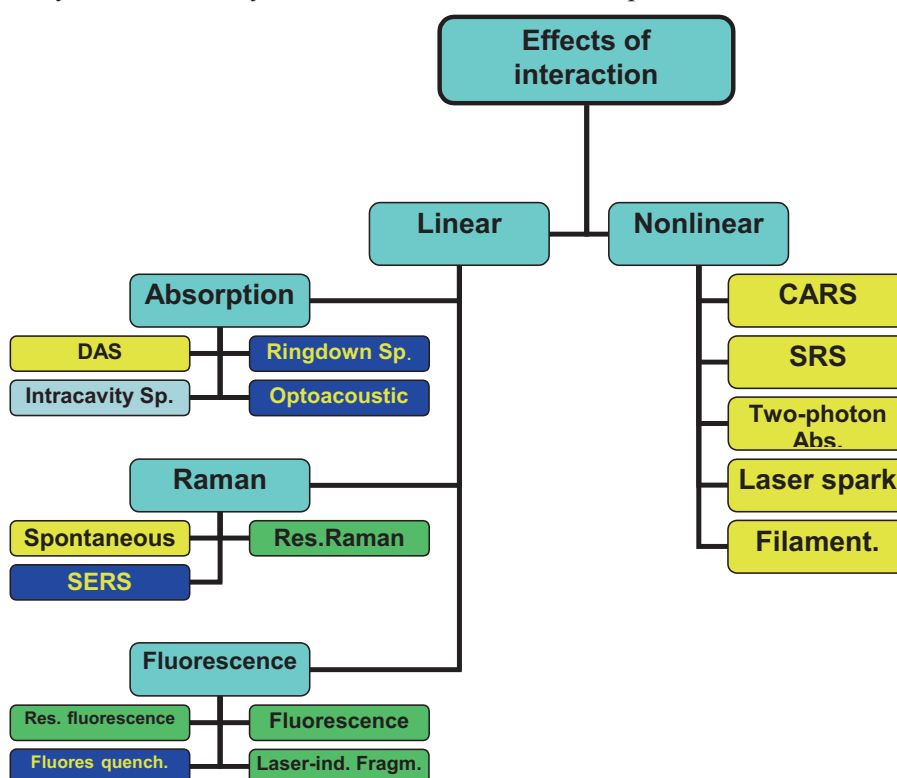 Effects of
interaction
Linear
Nonlinear
Absorption
DAS
Ringdown Sp.
Intracavity Sp.
Optoacoustic
Raman
Spontaneous
Res.Raman
SERS
Fluorescence
Res. fluorescence
Fluorescence
Fluores quench.
Laser-ind. Fragm.
CARS
SRS
Two-photon
Abs.
Laser spark
Filament.